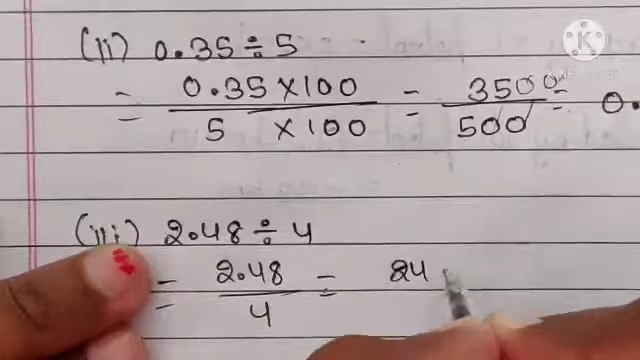 (ii) 0.35 ÷ 5
= 0.35 × 100 / 5 × 100 = 3500 / 500 = 0.
(iii) 2.48 ÷ 4
= 2.48 / 4 = 24